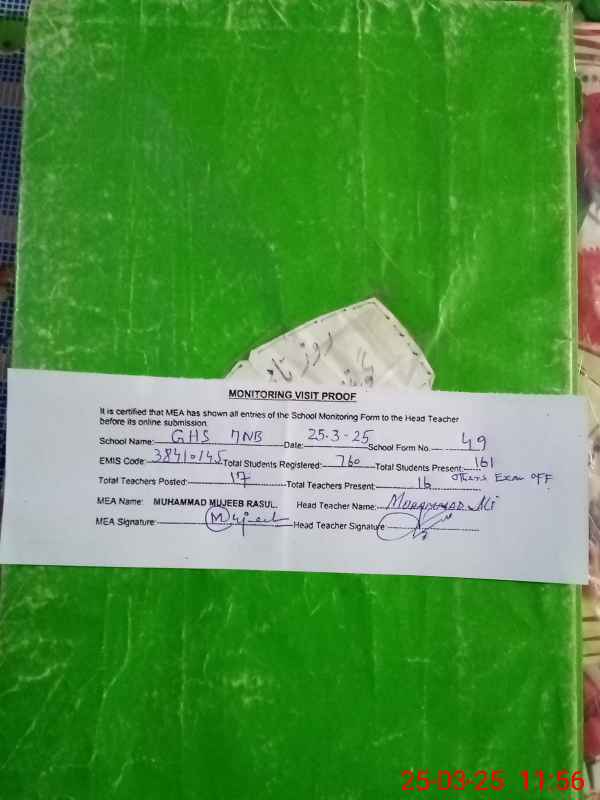 روز نا
MONITORING VISIT PROOF
It is certified that MEA has shown all entries of the School Monitoring Form to the Head Teacher
before its online submission.
School Name: GHS 7NB Date: 25-3-25 School Form No. 49
EMIS Code: 38410145 Total Students Registered: 760 Total Students Present: 161
others Exam off
Total Teachers Posted: 17 Total Teachers Present: 16
MEA Name: MUHAMMAD MUJEEB RASUL. Head Teacher Name: Muhammad Ali
MEA Signature: Mujeeb Head Teacher Signature
25-03-25 11:56